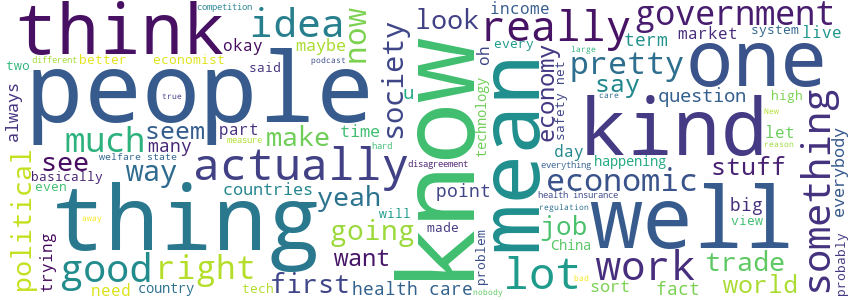 competition
think
idea
okay
maybe
now
look
income
oh
really
government
every
term
market
system
live
different
better
economist
two
said
podcast
people
true
always
society
u
know
technology
mean
economy
safety net
large
pretty
say
care
one
question
high
New
let
reason
kind
much
seem
part
make
time
many
measure
hard
see
basically
welfare state
way
actually
disagreement
day
happening
everything
stuff
something
everybody
even
countries
yeah
point
economic
health insurance
political
thing
away
will
going
made
regulation
job
China
well
big
view
trying
good
right
first
want
problem
lot
bad
work
trade
world
need
country
tech
health care
nobody
sort
fact
probably